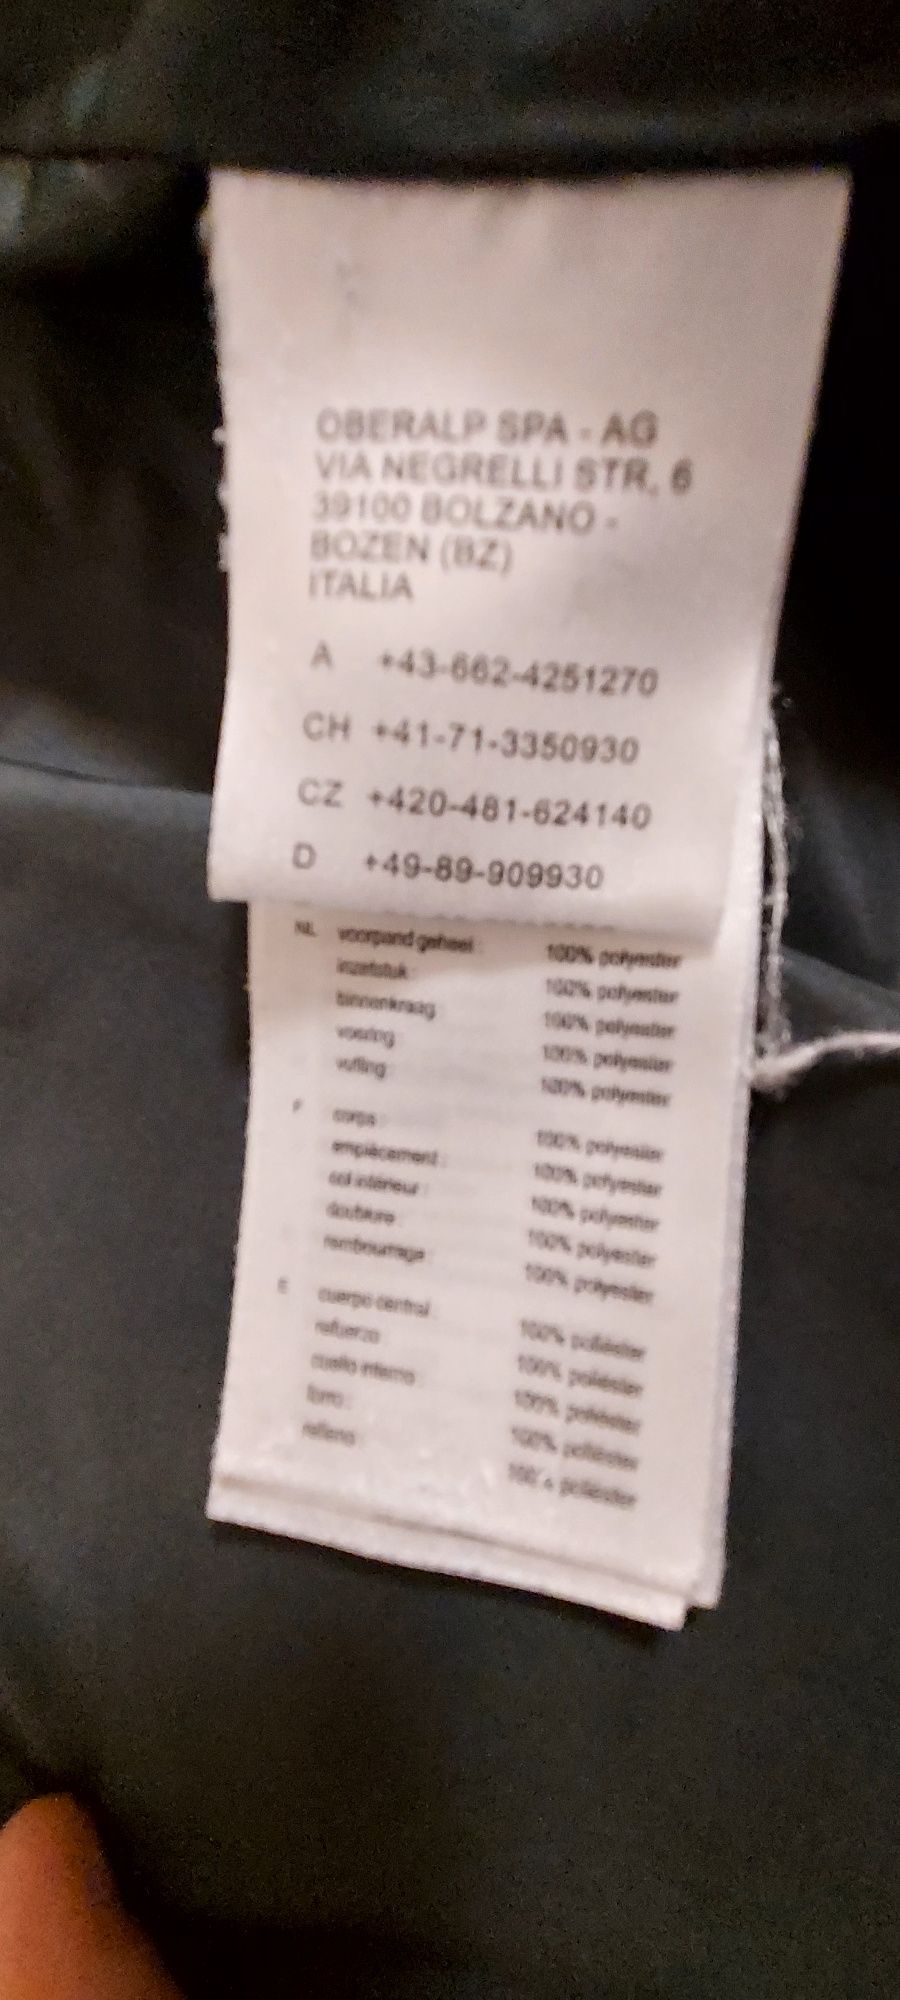 OBERALP SPA - AG
VIA NEGRELLI STR. 6
39100 BOLZANO -
BOZEN (BZ)
ITALIA
A +43-662-4251270
CH +41-71-3350930
CZ +420-481-624140
D +49-89-909930
NL voorpand geheel : 100% polyester
inzetstuk : 100% polyester
binnenkraag : 100% polyester
voering : 100% polyester
vulling : 100% polyester
F corps : 100% polyester
empiècement : 100% polyester
col intérieur : 100% polyester
doublure : 100% polyester
rembourrage : 100% polyester
E cuerpo central : 100% poliéster
refuerzo : 100% poliéster
cuello interno : 100% poliéster
forro : 100% poliéster
relleno : 100% poliéster